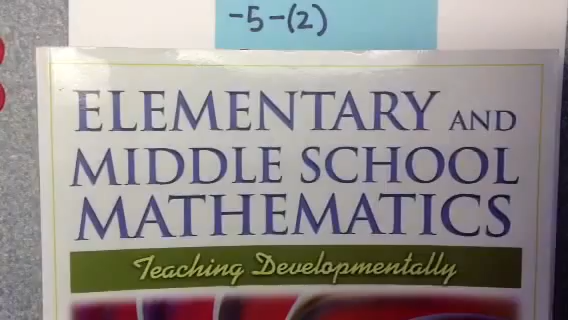 -5-(2)
ELEMENTARY AND
MIDDLE SCHOOL
MATHEMATICS
Teaching Developmentally